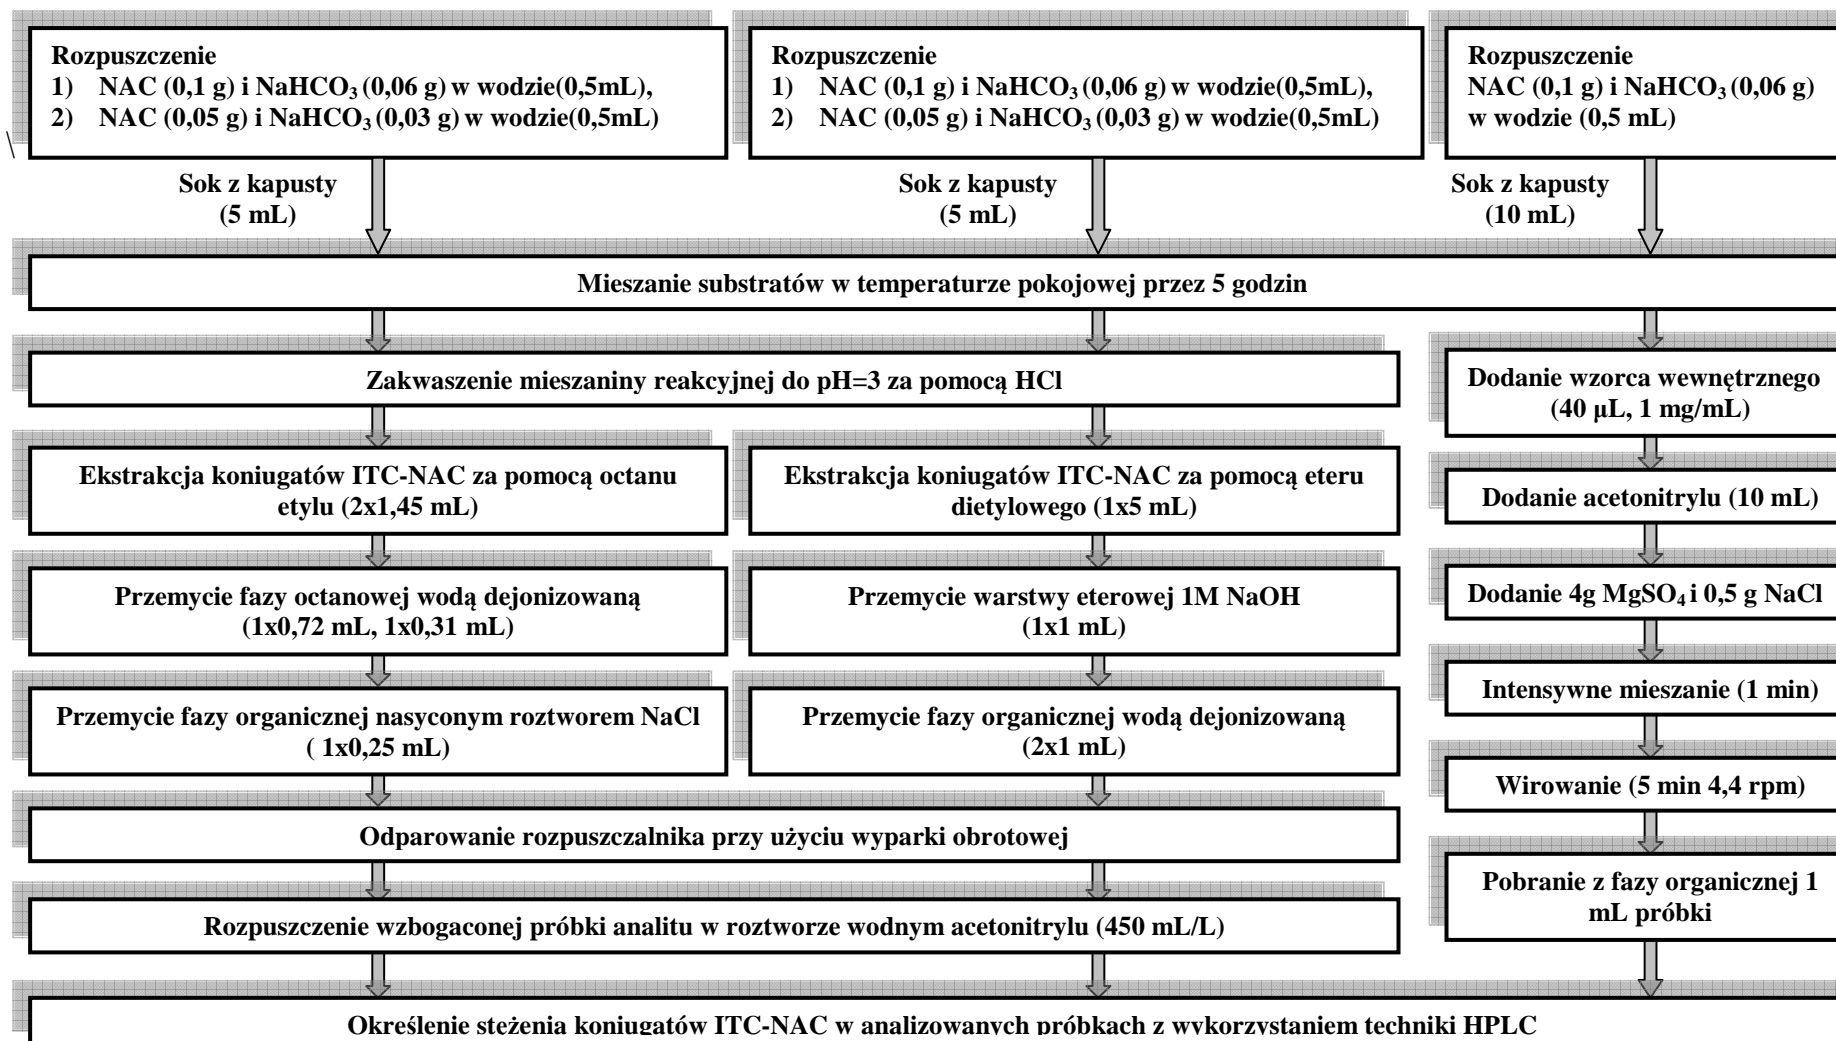 Rozpuszczenie
1) NAC (0,1 g) i NaHCO₃ (0,06 g) w wodzie(0,5mL),
2) NAC (0,05 g) i NaHCO₃ (0,03 g) w wodzie(0,5mL)
Rozpuszczenie
1) NAC (0,1 g) i NaHCO₃ (0,06 g) w wodzie(0,5mL),
2) NAC (0,05 g) i NaHCO₃ (0,03 g) w wodzie(0,5mL)
Rozpuszczenie
NAC (0,1 g) i NaHCO₃ (0,06 g)
w wodzie (0,5 mL)
\
Sok z kapusty
(5 mL)
Sok z kapusty
(5 mL)
Sok z kapusty
(10 mL)
Mieszanie substratów w temperaturze pokojowej przez 5 godzin
Zakwaszenie mieszaniny reakcyjnej do pH=3 za pomocą HCl
Ekstrakcja koniugatów ITC-NAC za pomocą octanu
etylu (2x1,45 mL)
Ekstrakcja koniugatów ITC-NAC za pomocą eteru
dietylowego (1x5 mL)
Przemycie fazy octanowej wodą dejonizowaną
(1x0,72 mL, 1x0,31 mL)
Przemycie warstwy eterowej 1M NaOH
(1x1 mL)
Przemycie fazy organicznej nasyconym roztworem NaCl
( 1x0,25 mL)
Przemycie fazy organicznej wodą dejonizowaną
(2x1 mL)
Odparowanie rozpuszczalnika przy użyciu wyparki obrotowej
Rozpuszczenie wzbogaconej próbki analitu w roztworze wodnym acetonitrylu (450 mL/L)
Dodanie wzorca wewnętrznego
(40 µL, 1 mg/mL)
Dodanie acetonitrylu (10 mL)
Dodanie 4g MgSO₄ i 0,5 g NaCl
Intensywne mieszanie (1 min)
Wirowanie (5 min 4,4 rpm)
Pobranie z fazy organicznej 1
mL próbki
Określenie stężenia koniugatów ITC-NAC w analizowanych próbkach z wykorzystaniem techniki HPLC